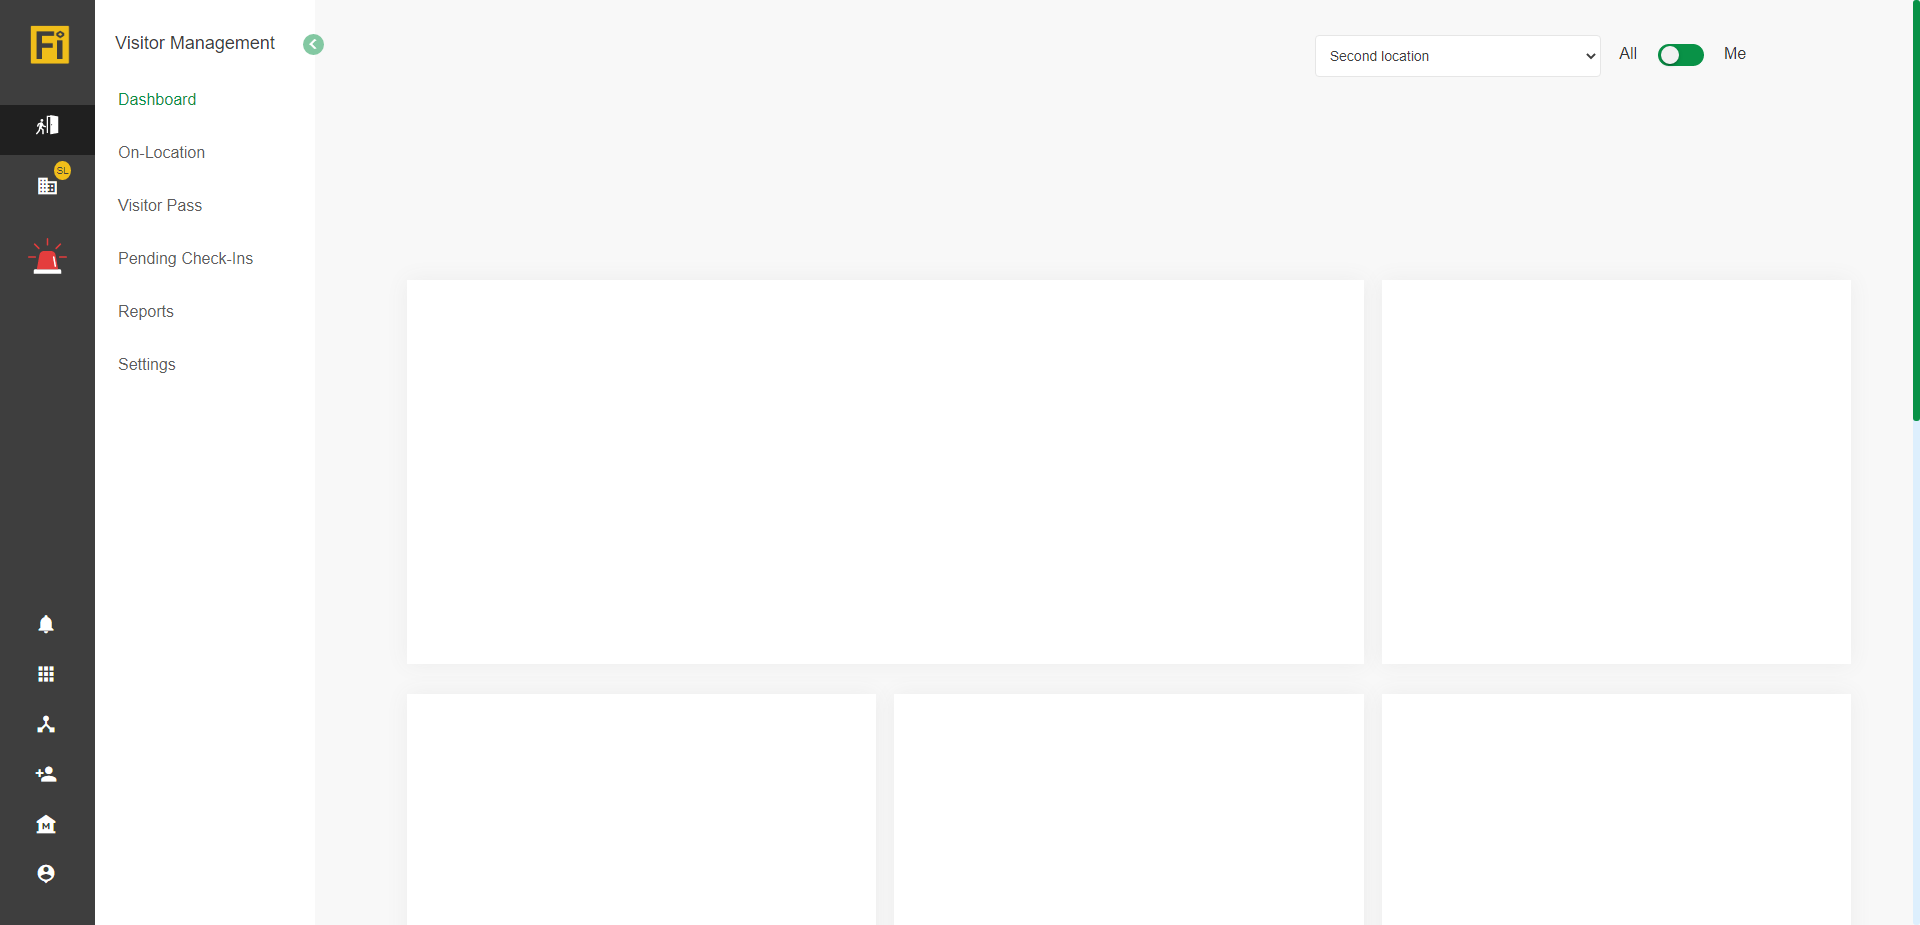 Fi
Visitor Management
Second location
All
Me
Dashboard
On-Location
SL
Visitor Pass
Pending Check-Ins
Reports
Settings
M